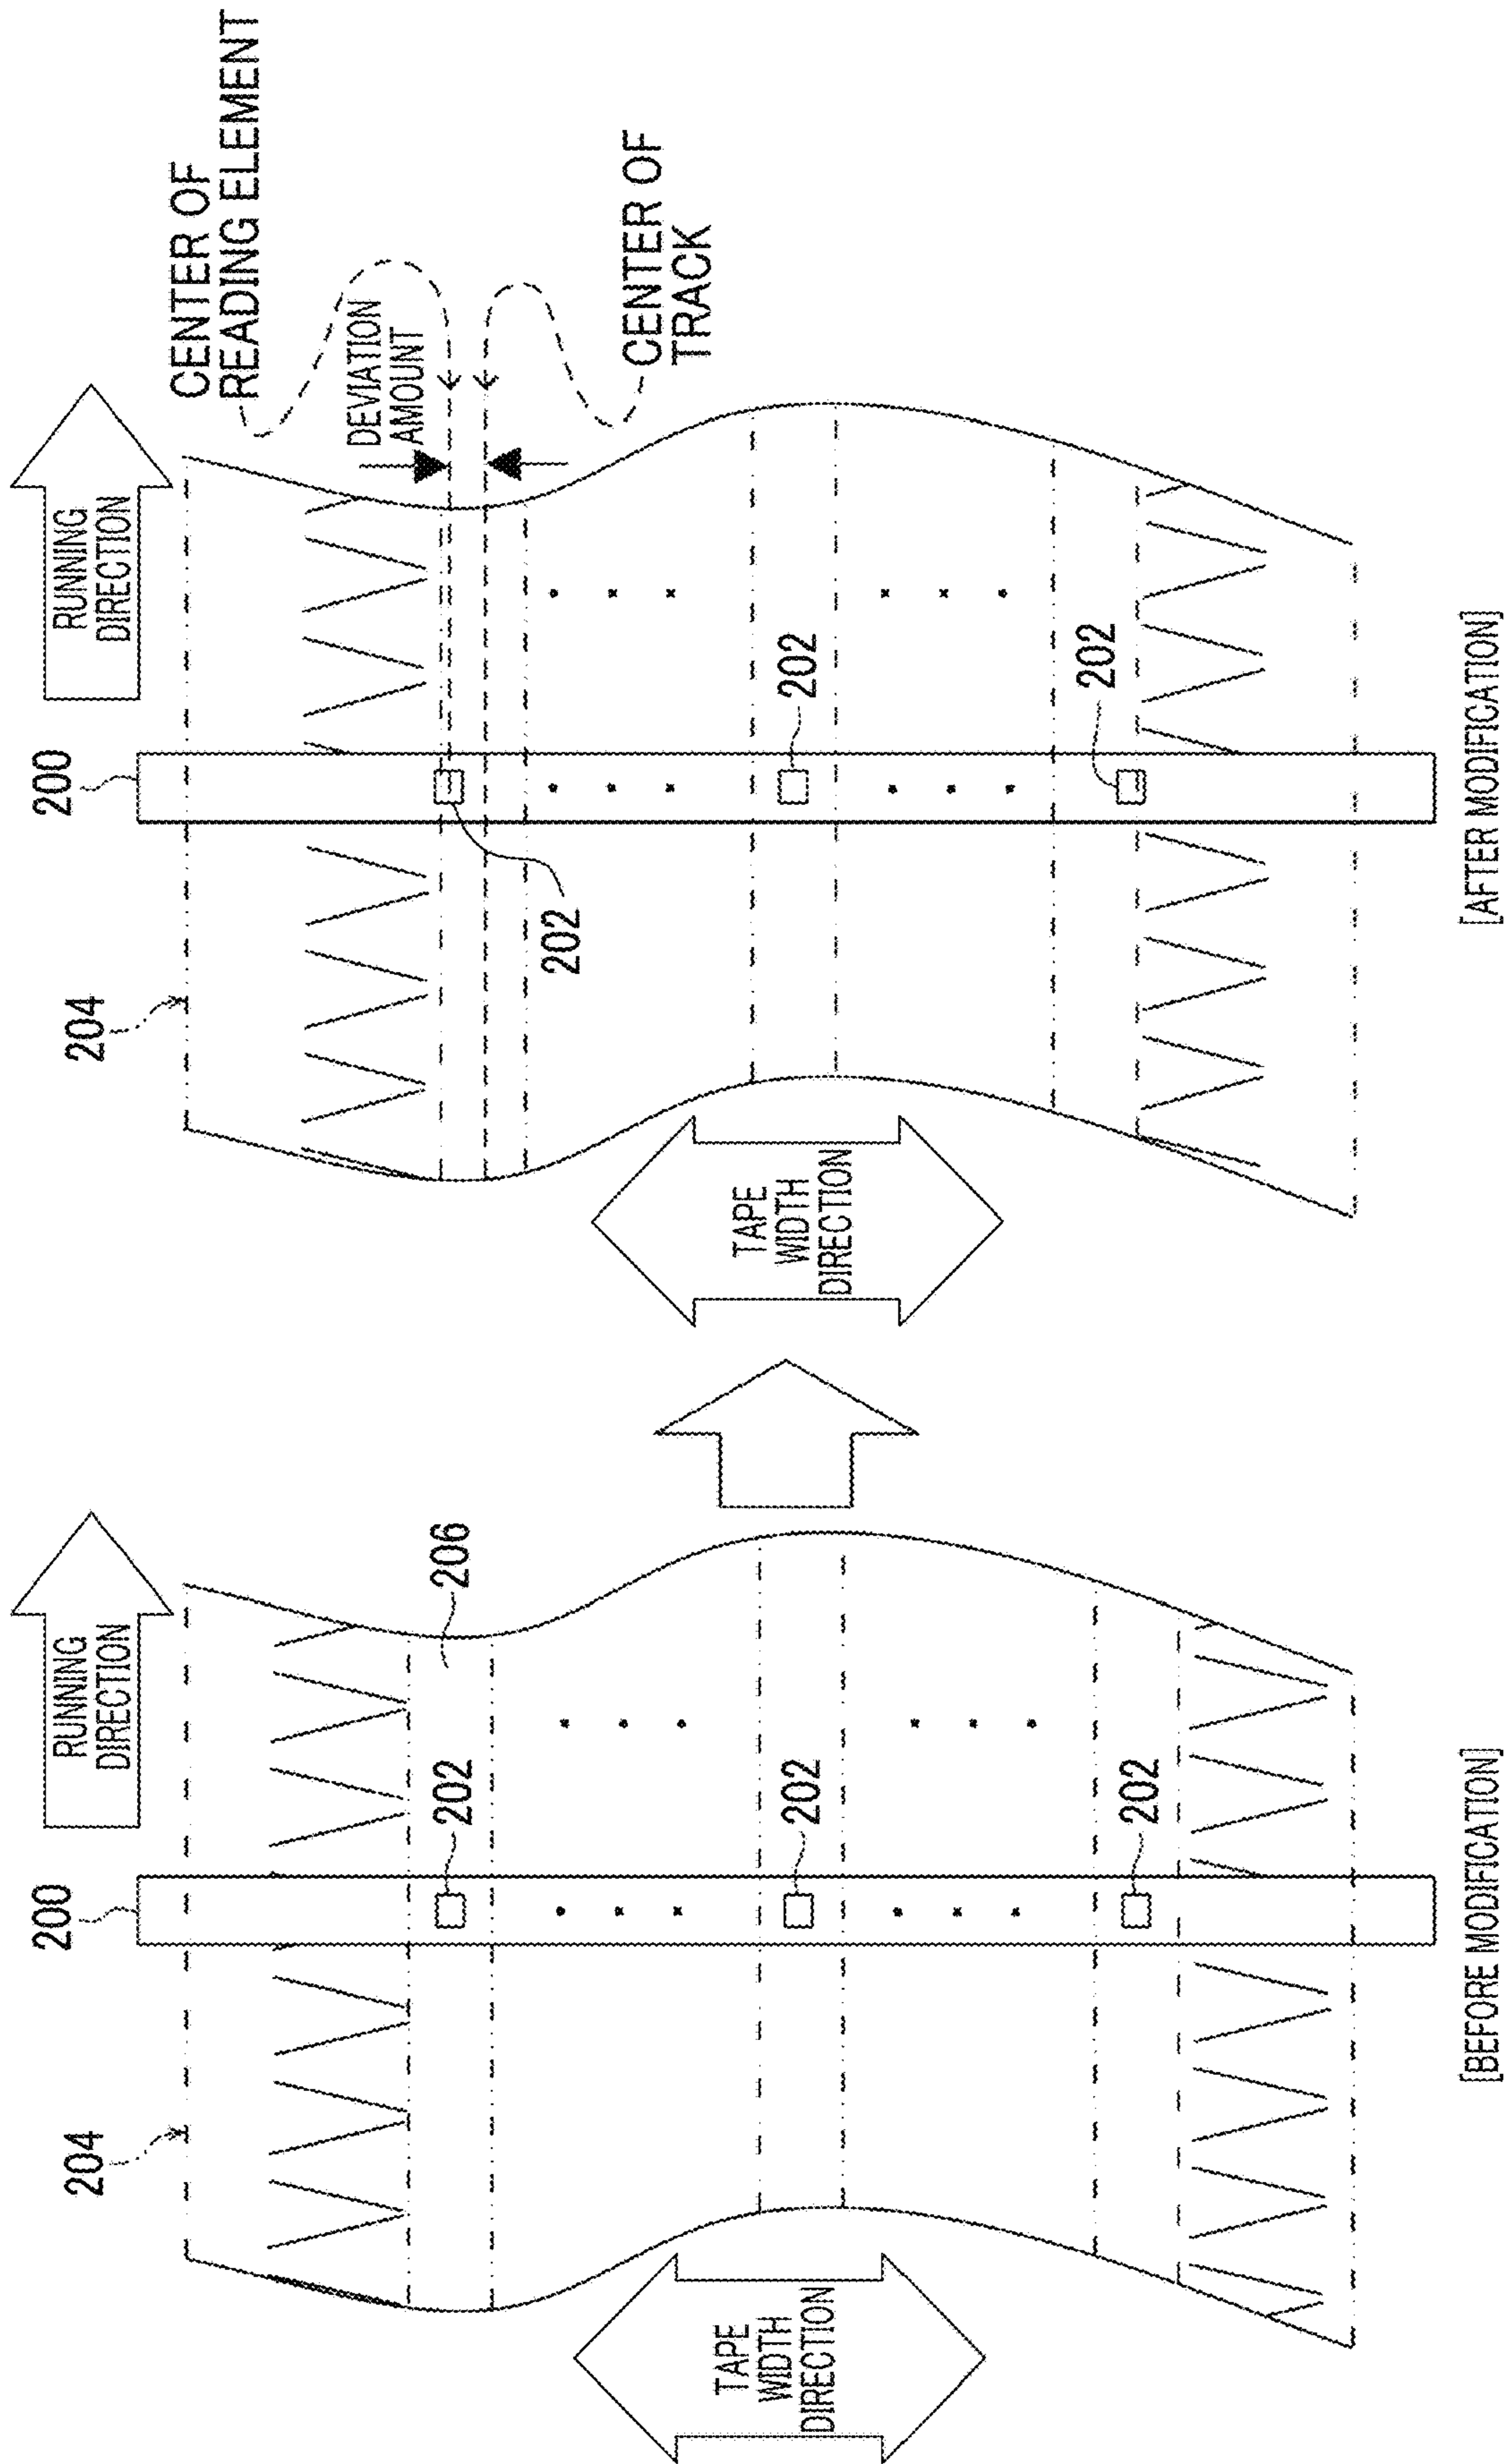 RUNNING
DIRECTION
200
204
206
202
202
202
TAPE
WIDTH
DIRECTION
[BEFORE MODIFICATION]
RUNNING
DIRECTION
200
204
CENTER OF
READING ELEMENT
DEVIATION
AMOUNT
CENTER OF
TRACK
202
202
202
TAPE
WIDTH
DIRECTION
[AFTER MODIFICATION]